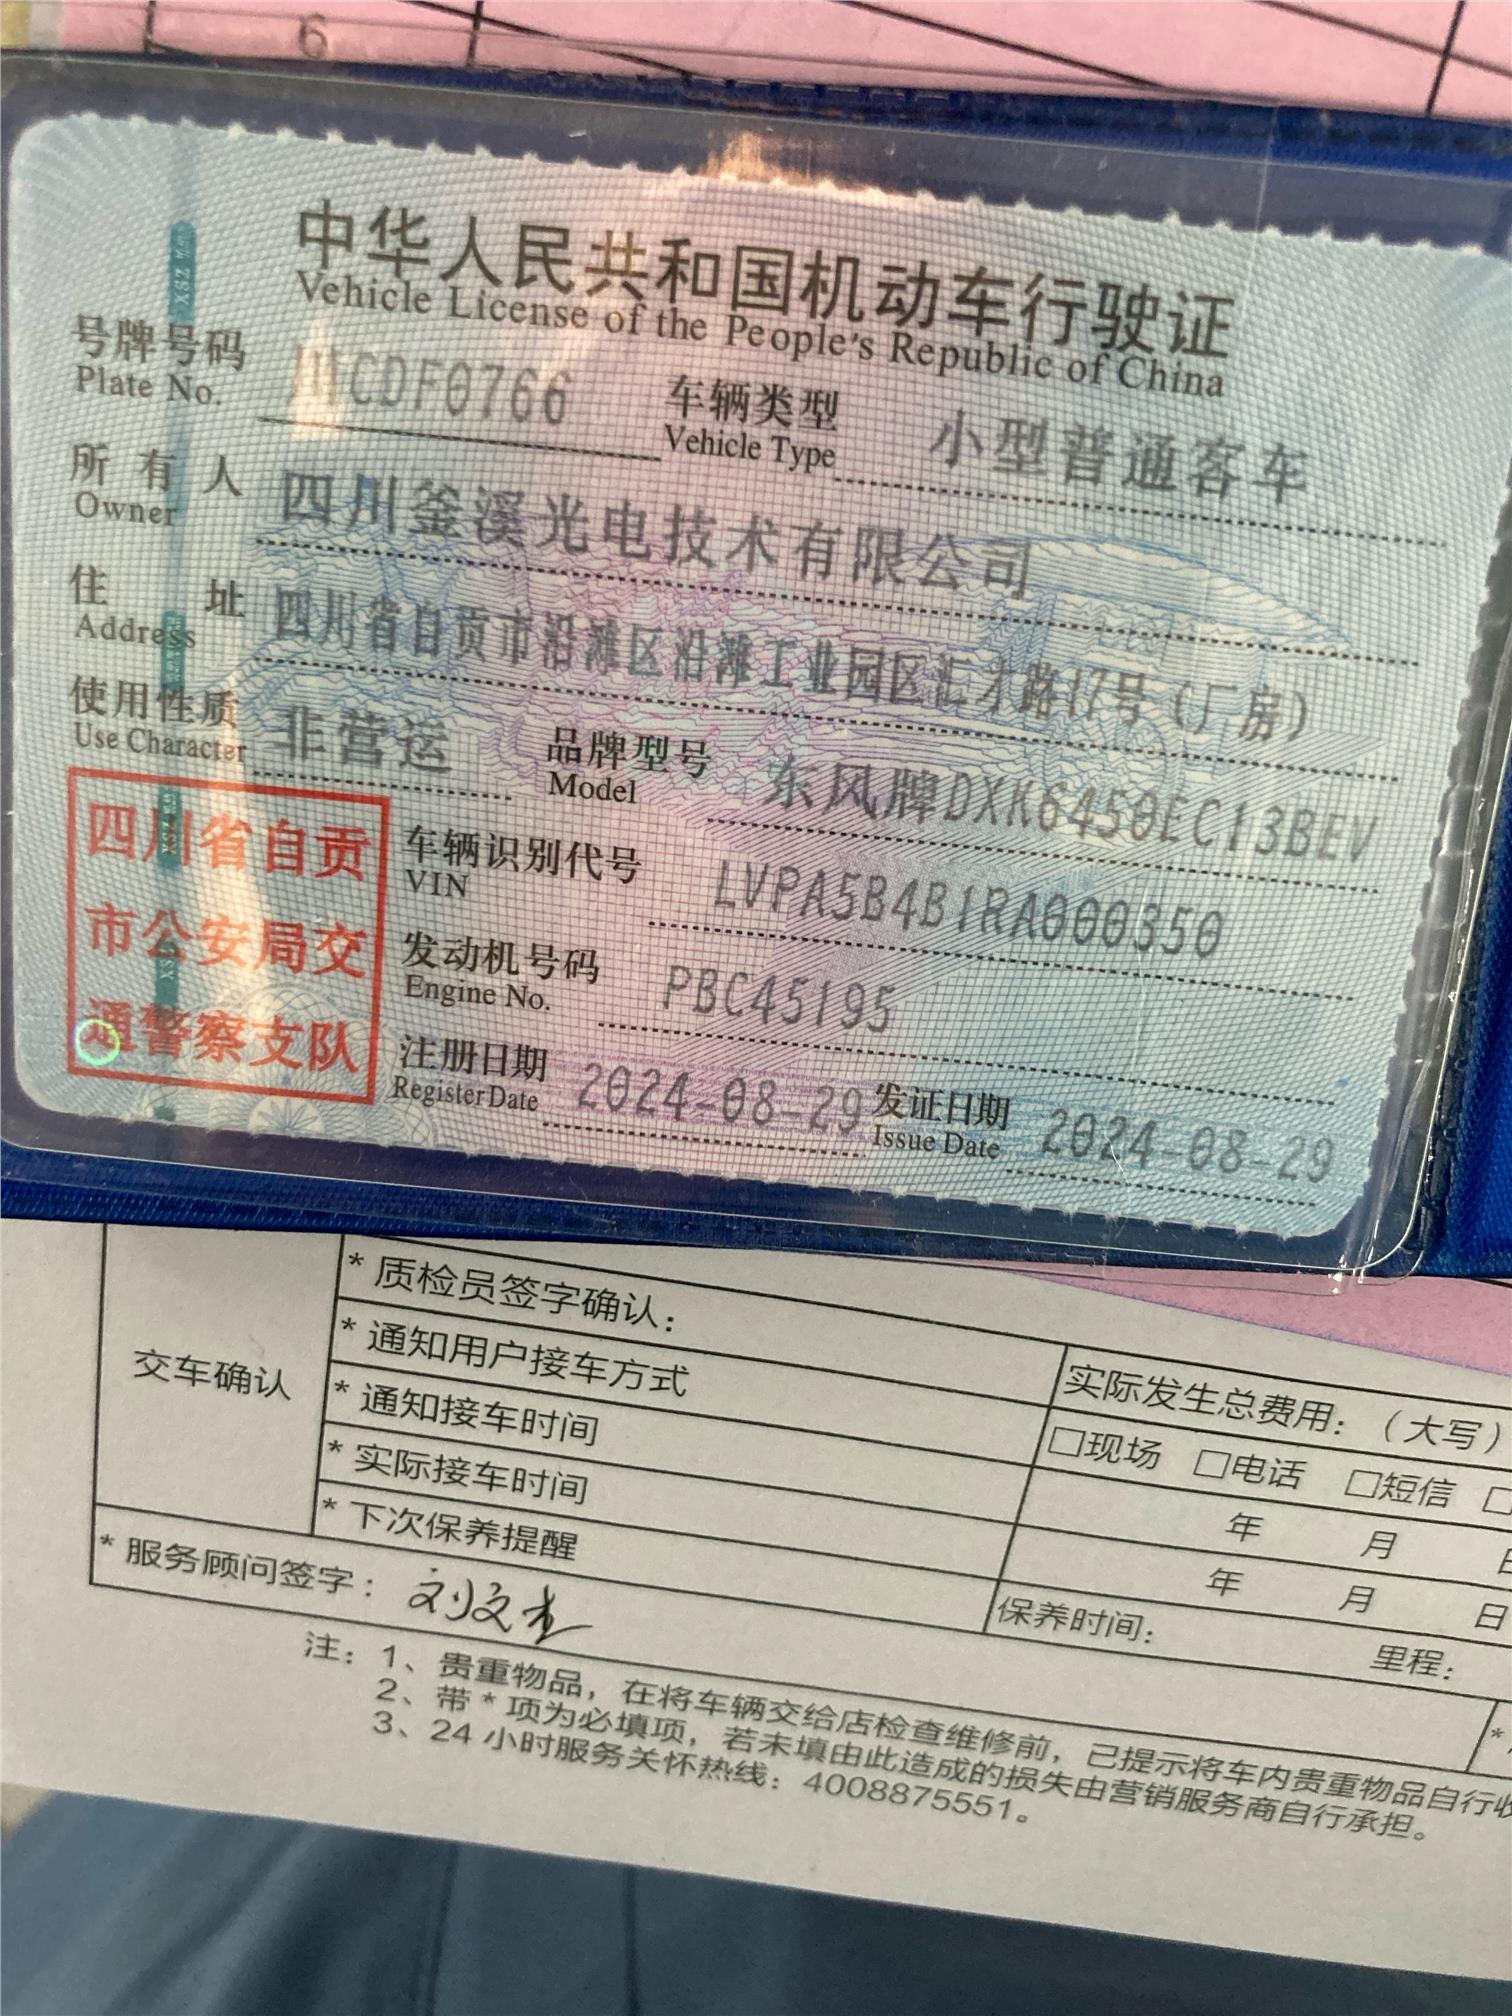 6
中华人民共和国机动车行驶证
Vehicle License of the People's Republic of China
号牌号码 川CDF0766 车辆类型 小型普通客车
Plate No. Vehicle Type
所有人 四川釜溪光电技术有限公司
Owner
住址 四川省自贡市沿滩区沿滩工业园区汇才路17号(厂房)
Address
使用性质 非营运 品牌型号 东风牌DXK6450EC13BEV
Use Character Model
四川省自贡
市公安局交
通警察支队
车辆识别代号 LVPA5B4B1RA000350
VIN
发动机号码 PBC45195
Engine No.
注册日期 2024-08-29 发证日期 2024-08-29
Register Date Issue Date
交车确认
* 质检员签字确认：
* 通知用户接车方式 实际发生总费用：（大写）
* 通知接车时间 □现场 □电话 □短信 □
* 实际接车时间 年 月 日
* 下次保养提醒 年 月 日
* 服务顾问签字： 保养时间： 里程：
注：1、贵重物品，在将车辆交给店检查维修前，已提示将车内贵重物品自行收
2、带 * 项为必填项，若未填由此造成的损失由营销服务商自行承担。
3、24 小时服务关怀热线：4008875551。